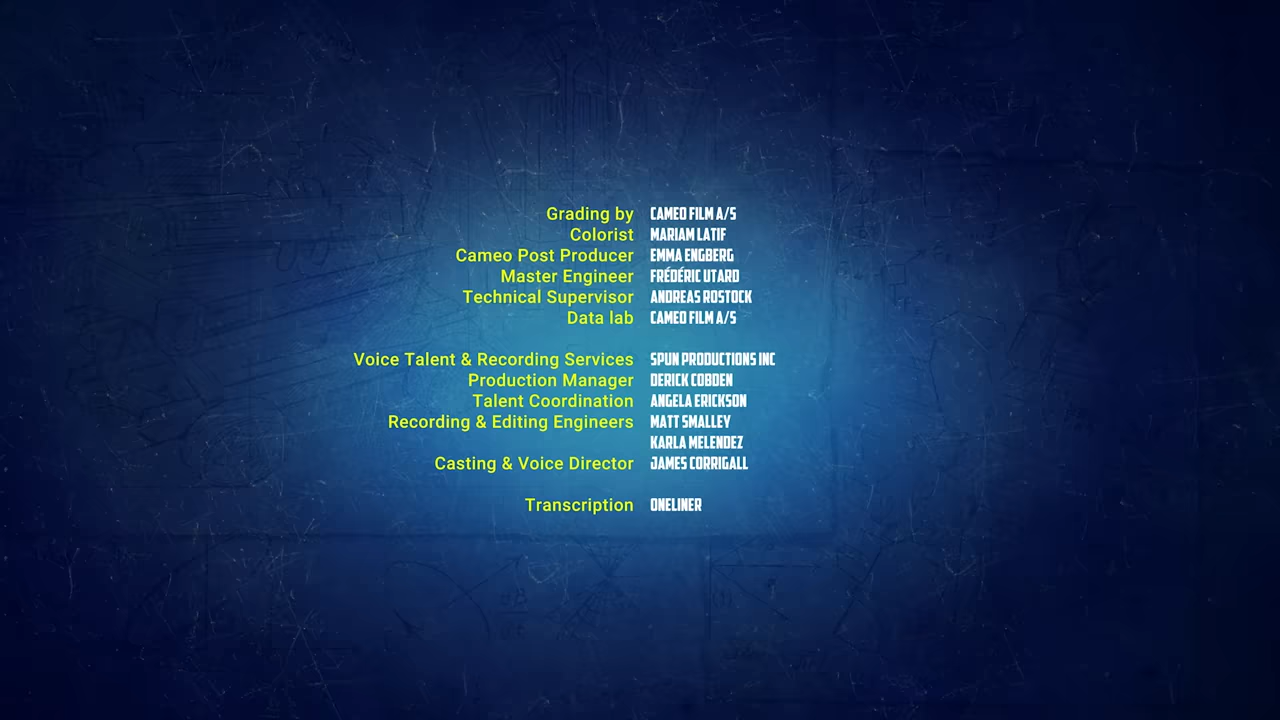 Grading by CAMEO FILM A/S
Colorist MARIAM LATIF
Cameo Post Producer EMMA ENGBERG
Master Engineer FRÉDÉRIC UTARD
Technical Supervisor ANDREAS ROSTOCK
Data lab CAMEO FILM A/S
Voice Talent & Recording Services SPUN PRODUCTIONS INC
Production Manager DERICK COBDEN
Talent Coordination ANGELA ERICKSON
Recording & Editing Engineers MATT SMALLEY
KARLA MELENDEZ
Casting & Voice Director JAMES CORRIGALL
Transcription ONELINER